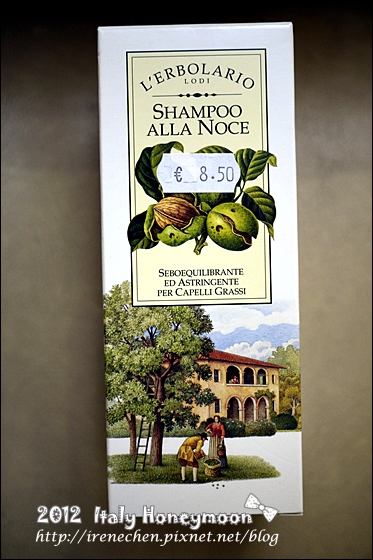 L'ERBOLARIO
LODI
SHAMPOO
ALLA NOCE
€ 8.50
SEBOEQUILIBRANTE
ED ASTRINGENTE
PER CAPELLI GRASSI
2012 Italy Honeymoon
http://irenechen.pixnet.net/blog